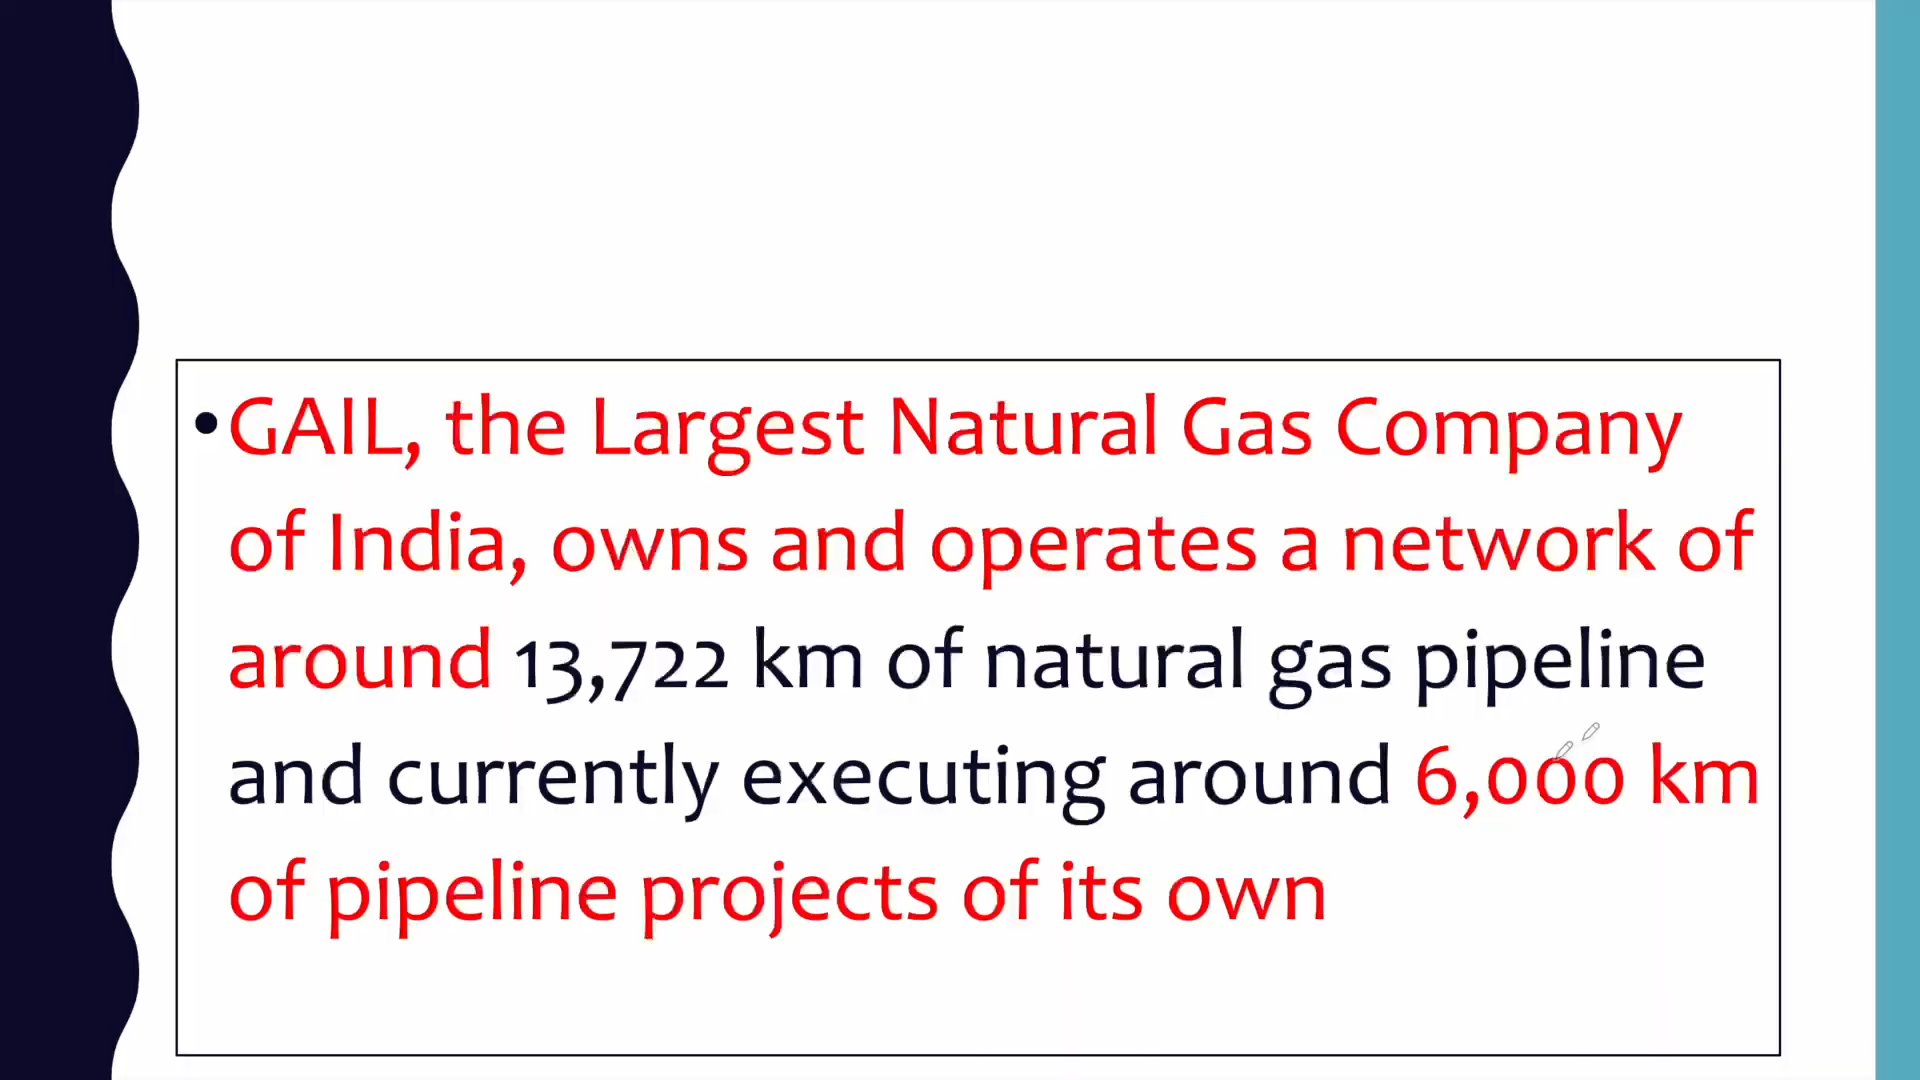 •GAIL, the Largest Natural Gas Company
of India, owns and operates a network of
around 13,722 km of natural gas pipeline
and currently executing around 6,000 km
of pipeline projects of its own